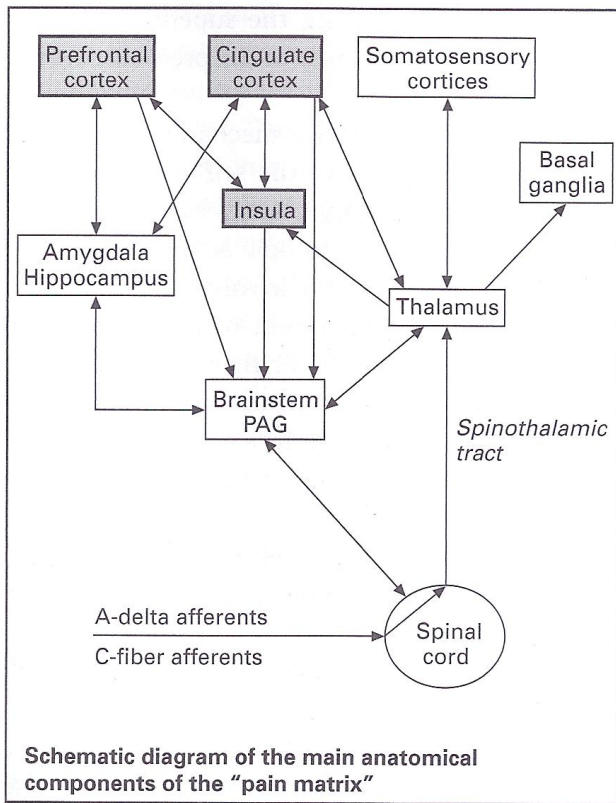 Prefrontal
cortex
Cingulate
cortex
Somatosensory
cortices
Basal
ganglia
Insula
Amygdala
Hippocampus
Thalamus
Brainstem
PAG
Spinothalamic
tract
A-delta afferents
C-fiber afferents
Spinal
cord
Schematic diagram of the main anatomical
components of the “pain matrix”